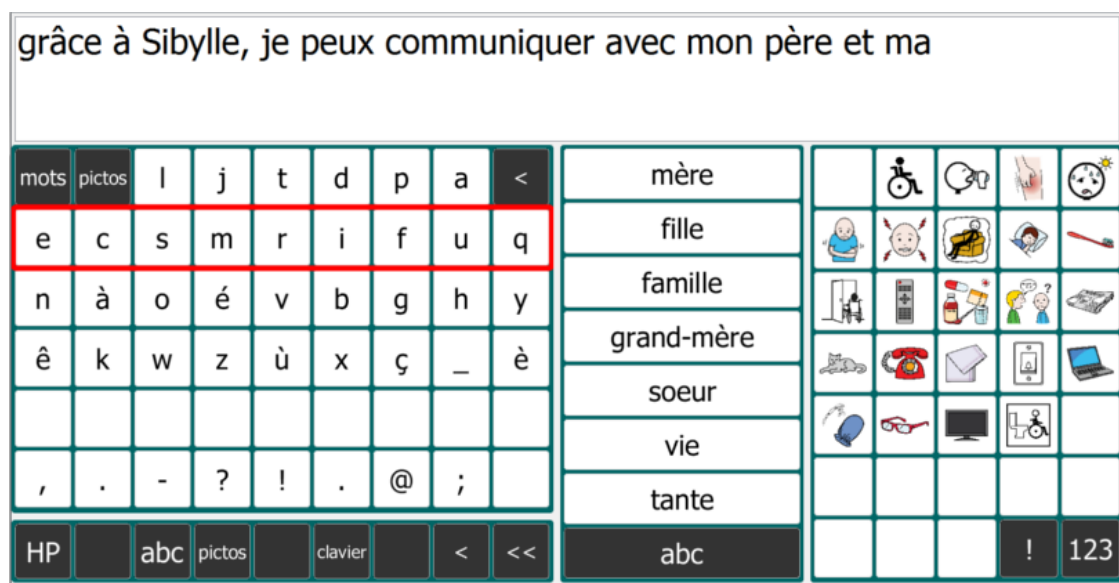 grâce à Sibylle, je peux communiquer avec mon père et ma
mots pictos l j t d p a <
e c s m r i f u q
n à o é v b g h y
ê k w z ù x ç _ è
, . - ? ! . @ ;
HP abc pictos clavier < <<
mère
fille
famille
grand-mère
soeur
vie
tante
abc
! 123